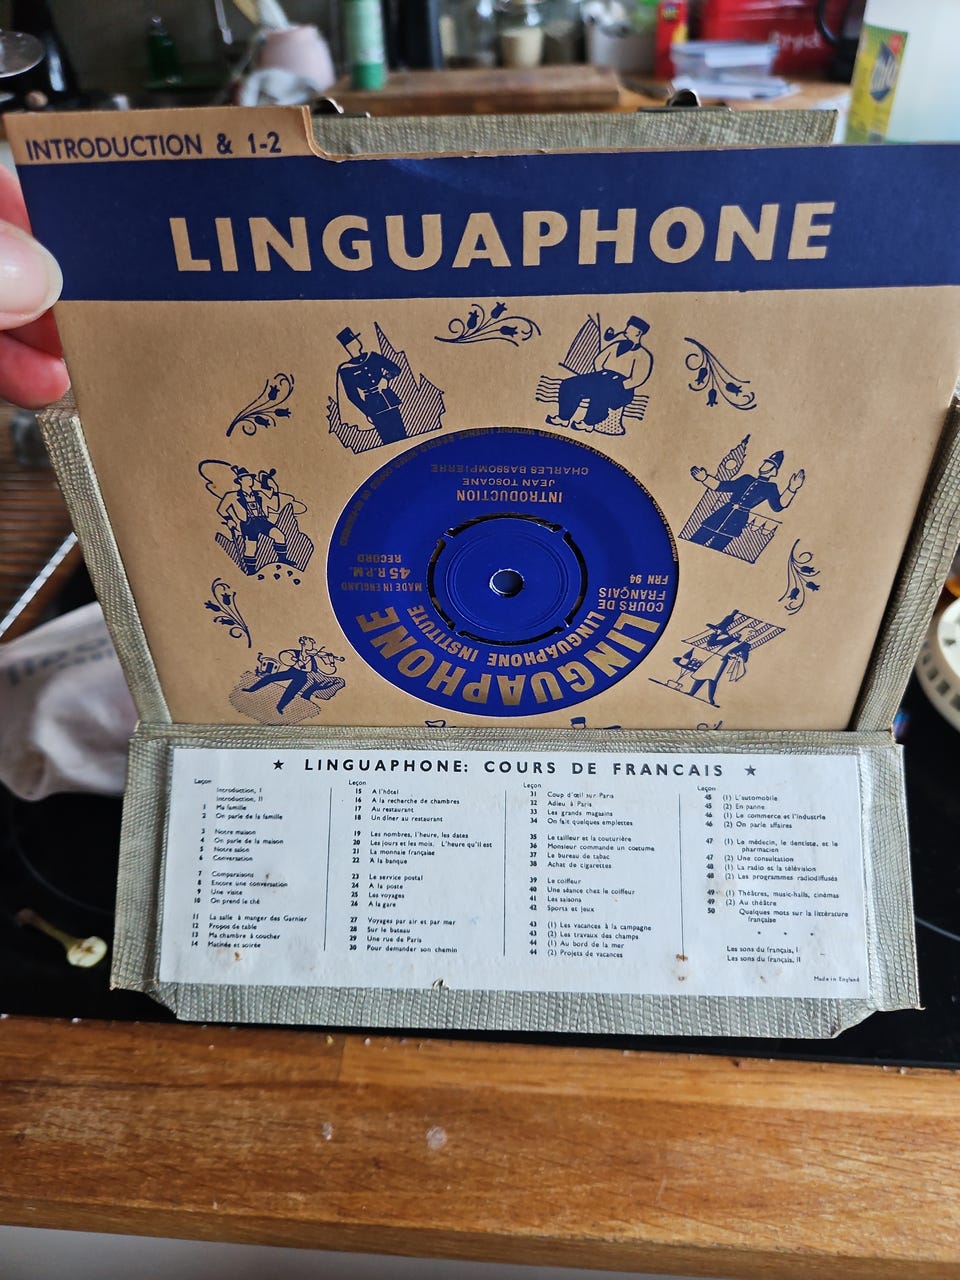 INTRODUCTION & 1-2
LINGUAPHONE
LINGUAPHONE
LINGUAPHONE INSTITUTE
COURS DE
FRANÇAIS
FRN 94
MADE IN ENGLAND
45 R.P.M.
RECORD
INTRODUCTION
JEAN TOSCANE
CHARLES BASSOMPIERRE
★ LINGUAPHONE: COURS DE FRANCAIS ★
Leçon
Introduction, I
Introduction, II
1 Ma famille
2 On parle de la famille
3 Notre maison
4 On parle de la maison
5 Notre salon
6 Conversation
7 Comparaisons
8 Encore une conversation
9 Une visite
10 On prend le thé
11 La salle à manger des Garnier
12 Propos de table
13 Ma chambre à coucher
14 Matinée et soirée
Leçon
15 A l'hôtel
16 A la recherche de chambres
17 Au restaurant
18 Un dîner au restaurant
19 Les nombres, l'heure, les dates
20 Les jours et les mois. L'heure qu'il est
21 La monnaie française
22 A la banque
23 Le service postal
24 A la poste
25 Les voyages
26 A la gare
27 Voyages par air et par mer
28 Sur le bateau
29 Une rue de Paris
30 Pour demander son chemin
Leçon
31 Coup d'œil sur Paris
32 Adieu à Paris
33 Les grands magasins
34 On fait quelques emplettes
35 Le tailleur et la couturière
36 Monsieur commande un costume
37 Le bureau de tabac
38 Achat de cigarettes
39 Le coiffeur
40 Une séance chez le coiffeur
41 Les saisons
42 Sports et jeux
43 (1) Les vacances à la campagne
43 (2) Les travaux des champs
44 (1) Au bord de la mer
44 (2) Projets de vacances
Leçon
45 (1) L'automobile
45 (2) En panne
46 (1) Le commerce et l'industrie
46 (2) On parle affaires
47 (1) Le médecin, le dentiste, et le
pharmacien
47 (2) Une consultation
48 (1) La radio et la télévision
48 (2) Les programmes radiodiffusés
49 (1) Théâtres, music-halls, cinémas
49 (2) Au théâtre
50 Quelques mots sur la littérature
française
* * *
Les sons du français, I
Les sons du français, II
Made in England